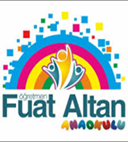 öğretmen
Fuat Altan
ANAOKULU